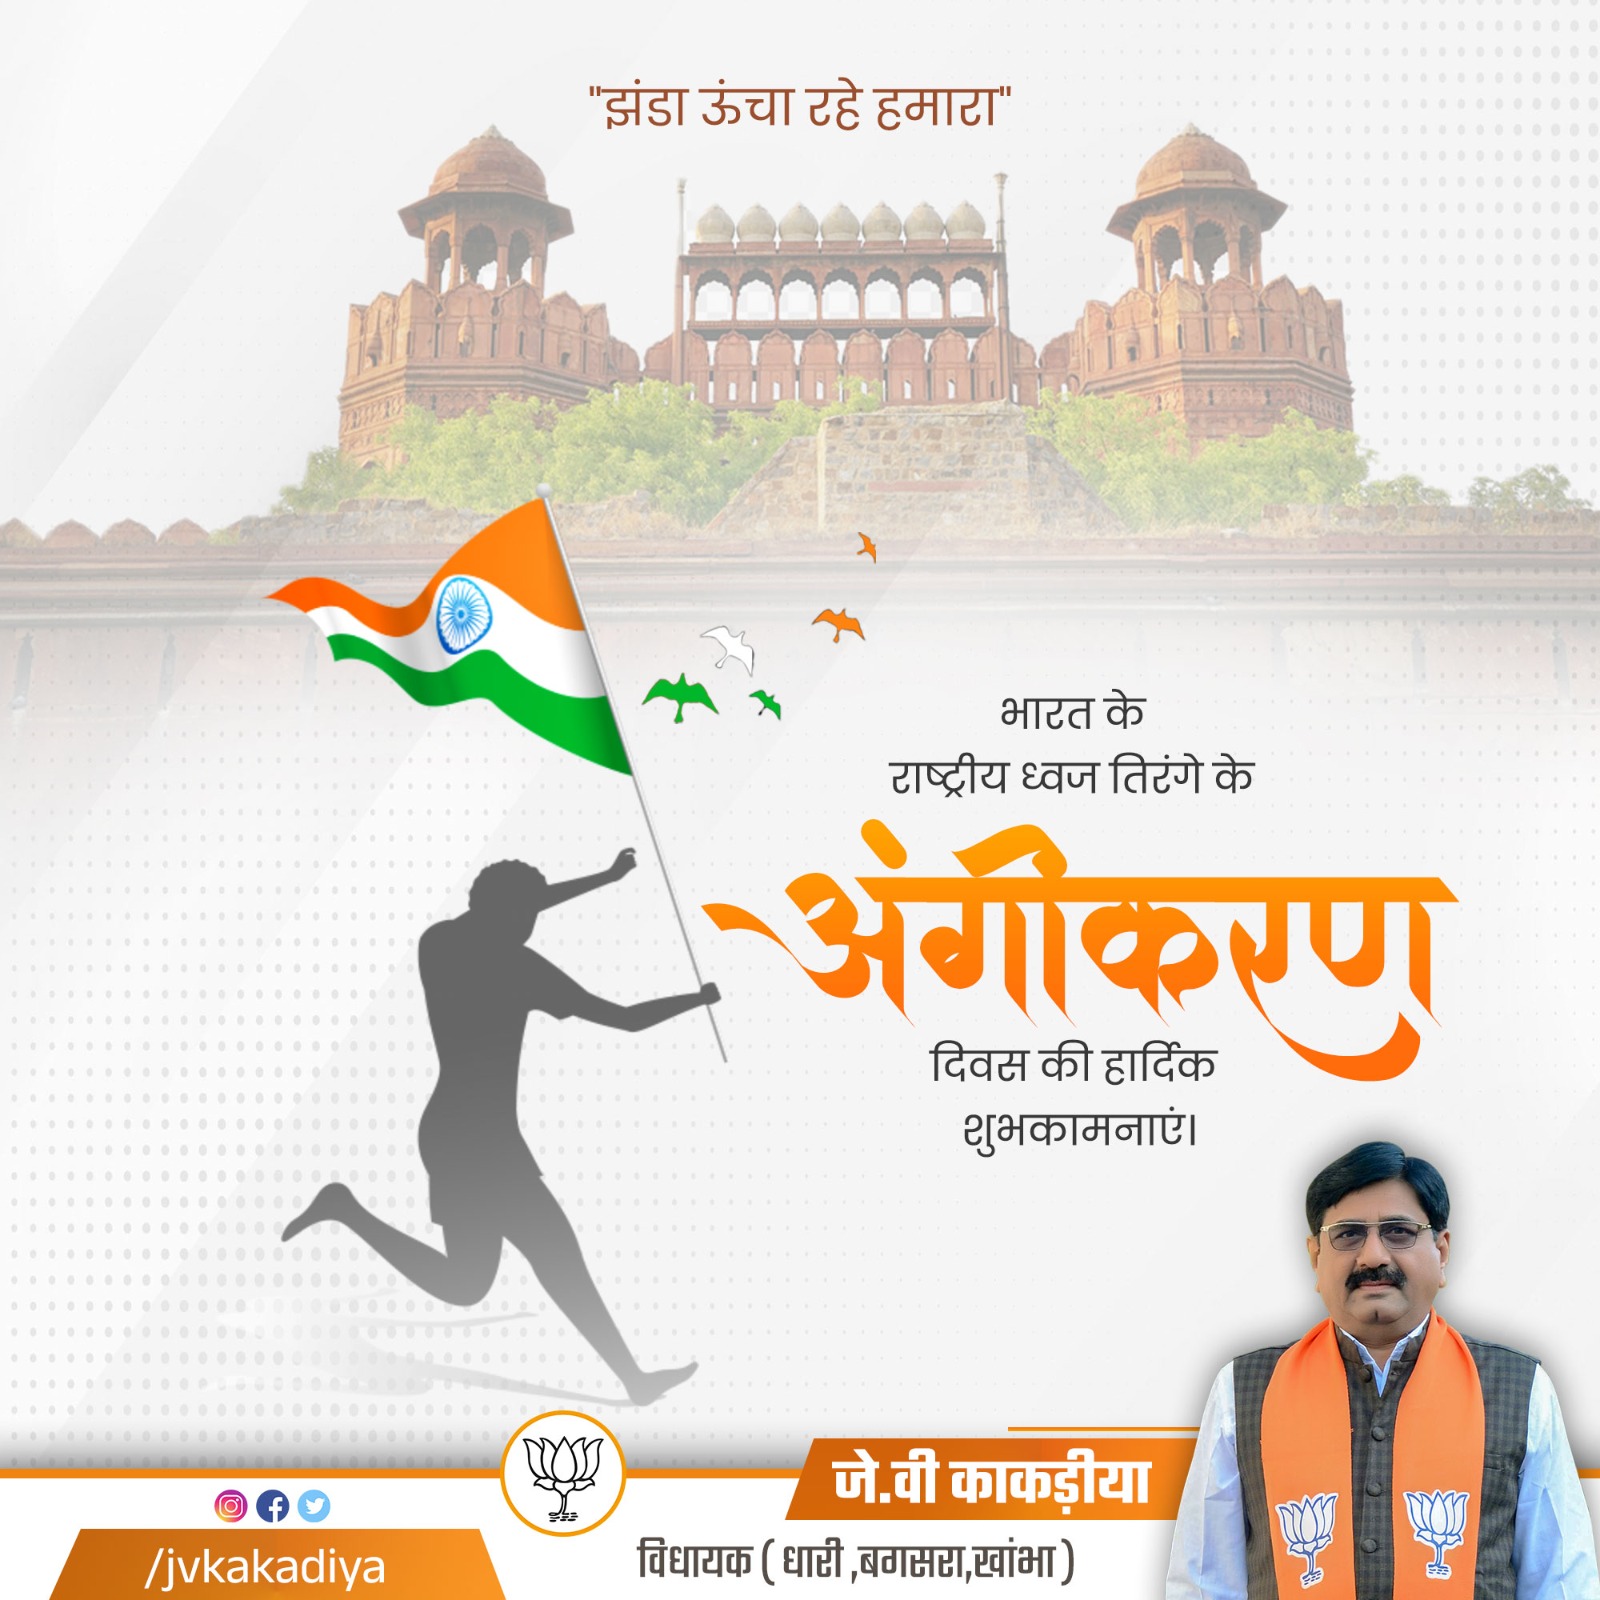 "झंडा ऊंचा रहे हमारा"
भारत के
राष्ट्रीय ध्वज तिरंगे के
अंगीकरण
दिवस की हार्दिक
शुभकामनाएं।
जे.वी काकड़ीया
/jvkakadiya
विधायक ( धारी ,बगसरा,खांभा )